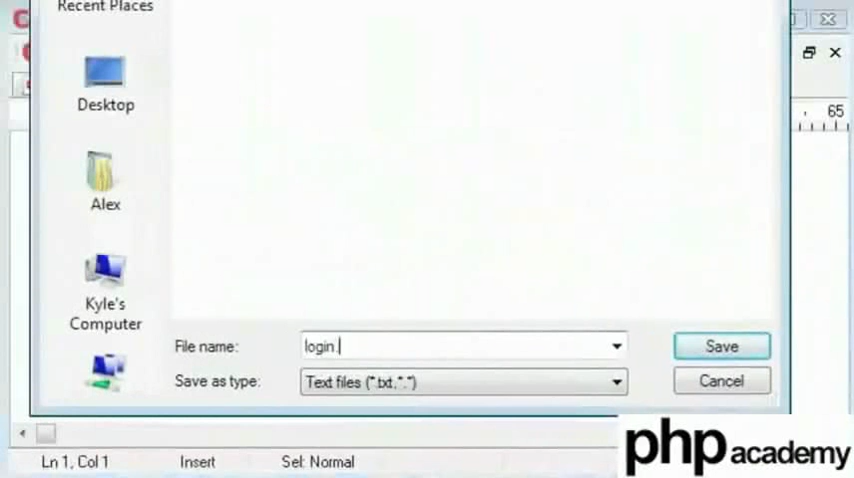 Recent Places
65
Desktop
Alex
Kyle's
Computer
File name: login. Save
Save as type: Text files (*.txt,*.*) Cancel
Ln 1, Col 1 Insert Sel: Normal
php academy